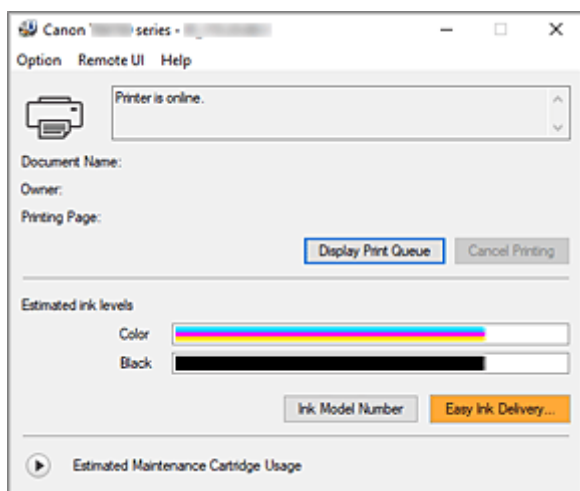 Canon series -
Option Remote UI Help
Printer is online.
Document Name:
Owner:
Printing Page:
Display Print Queue Cancel Printing
Estimated ink levels
Color
Black
Ink Model Number Easy Ink Delivery...
Estimated Maintenance Cartridge Usage